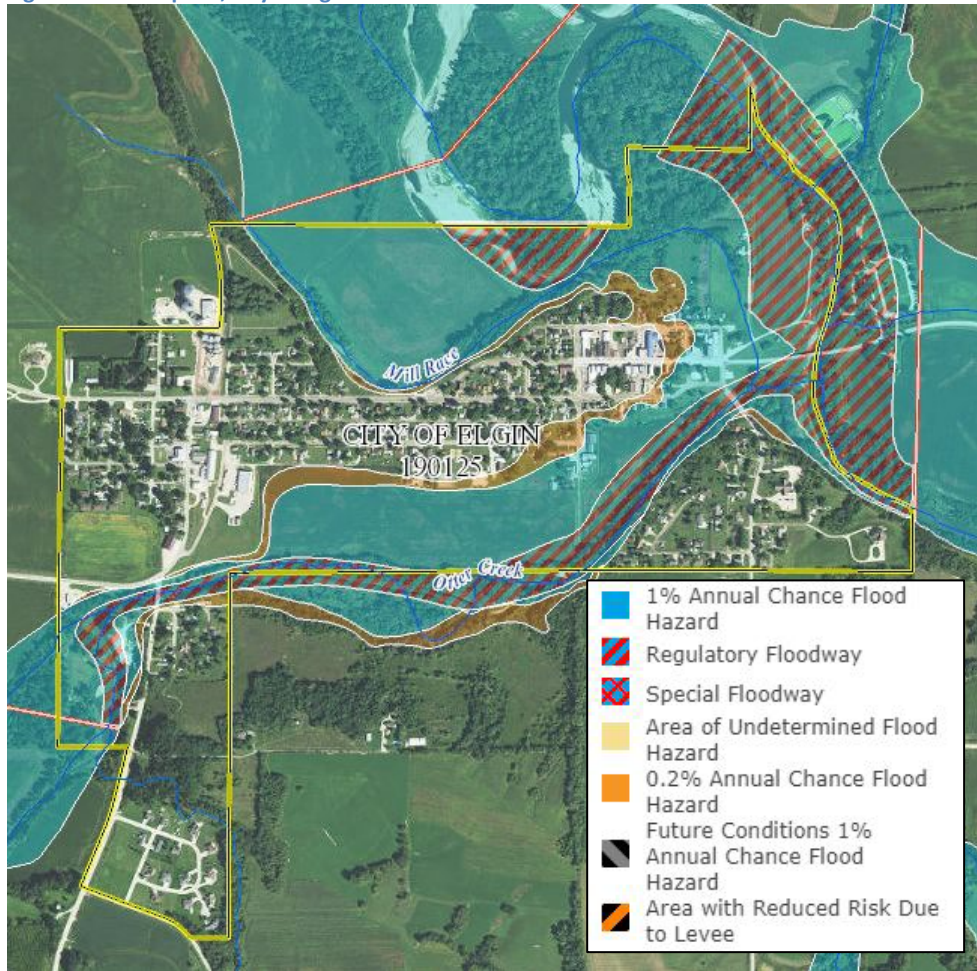 Mill Race
CITY OF ELGIN
190125
Otter Creek
1% Annual Chance Flood
Hazard
Regulatory Floodway
Special Floodway
Area of Undetermined Flood
Hazard
0.2% Annual Chance Flood
Hazard
Future Conditions 1%
Annual Chance Flood
Hazard
Area with Reduced Risk Due
to Levee